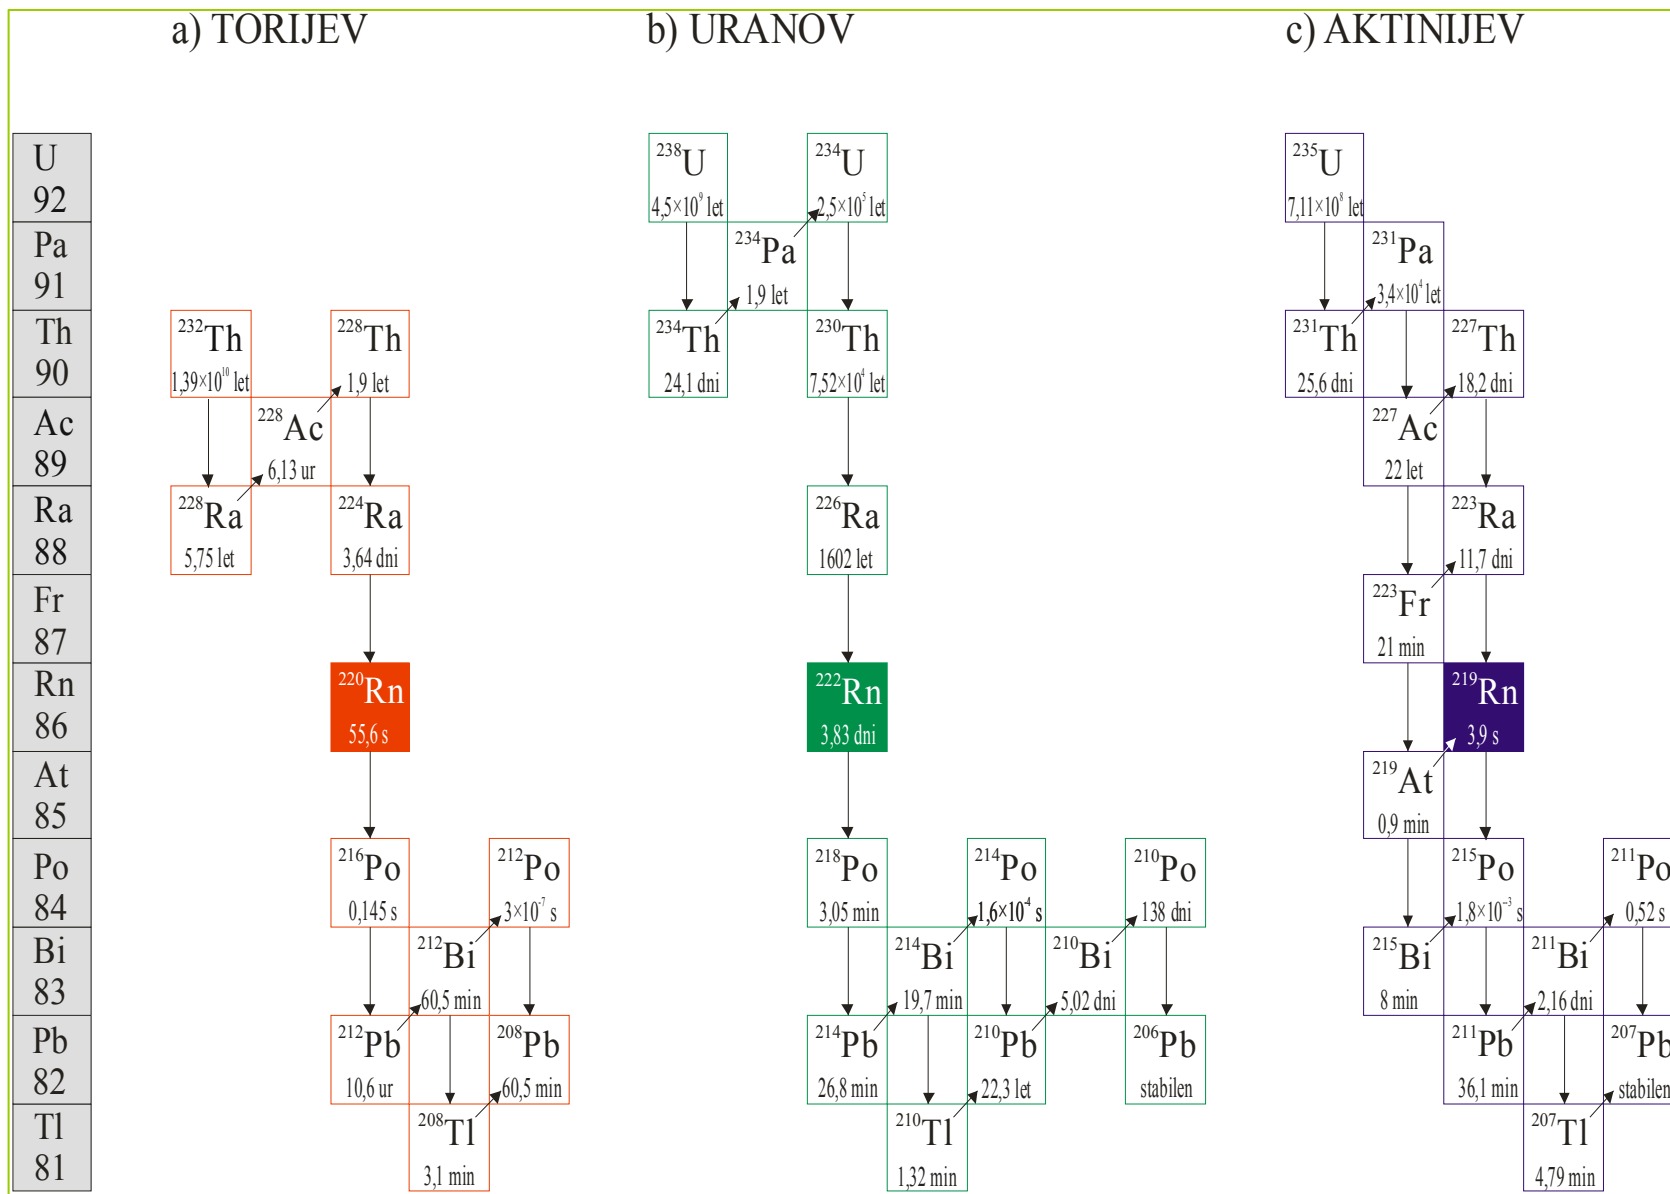 a) TORIJEV
b) URANOV
c) AKTINIJEV
U
92
Pa
91
Th
90
Ac
89
Ra
88
Fr
87
Rn
86
At
85
Po
84
Bi
83
Pb
82
Tl
81
²³²Th
1,39×10¹⁰ let
²²⁸Th
1,9 let
²²⁸Ac
6,13 ur
²²⁸Ra
5,75 let
²²⁴Ra
3,64 dni
²²⁰Rn
55,6 s
²¹⁶Po
0,145 s
²¹²Po
3×10⁻⁷ s
²¹²Bi
60,5 min
²¹²Pb
10,6 ur
²⁰⁸Pb
60,5 min
²⁰⁸Tl
3,1 min
²³⁸U
4,5×10⁹ let
²³⁴U
2,5×10⁵ let
²³⁴Pa
1,9 let
²³⁴Th
24,1 dni
²³⁰Th
7,52×10⁴ let
²²⁶Ra
1602 let
²²²Rn
3,83 dni
²¹⁸Po
3,05 min
²¹⁴Po
1,6×10⁻⁴ s
²¹⁰Po
138 dni
²¹⁴Bi
19,7 min
²¹⁰Bi
5,02 dni
²¹⁴Pb
26,8 min
²¹⁰Pb
22,3 let
²⁰⁶Pb
stabilen
²¹⁰Tl
1,32 min
²³⁵U
7,11×10⁸ let
²³¹Pa
3,4×10⁴ let
²³¹Th
25,6 dni
²²⁷Th
18,2 dni
²²⁷Ac
22 let
²²³Ra
11,7 dni
²²³Fr
21 min
²¹⁹Rn
3,9 s
²¹⁹At
0,9 min
²¹⁵Po
1,8×10⁻³ s
²¹¹Po
0,52 s
²¹⁵Bi
8 min
²¹¹Bi
2,16 dni
²¹¹Pb
36,1 min
²⁰⁷Pb
stabilen
²⁰⁷Tl
4,79 min